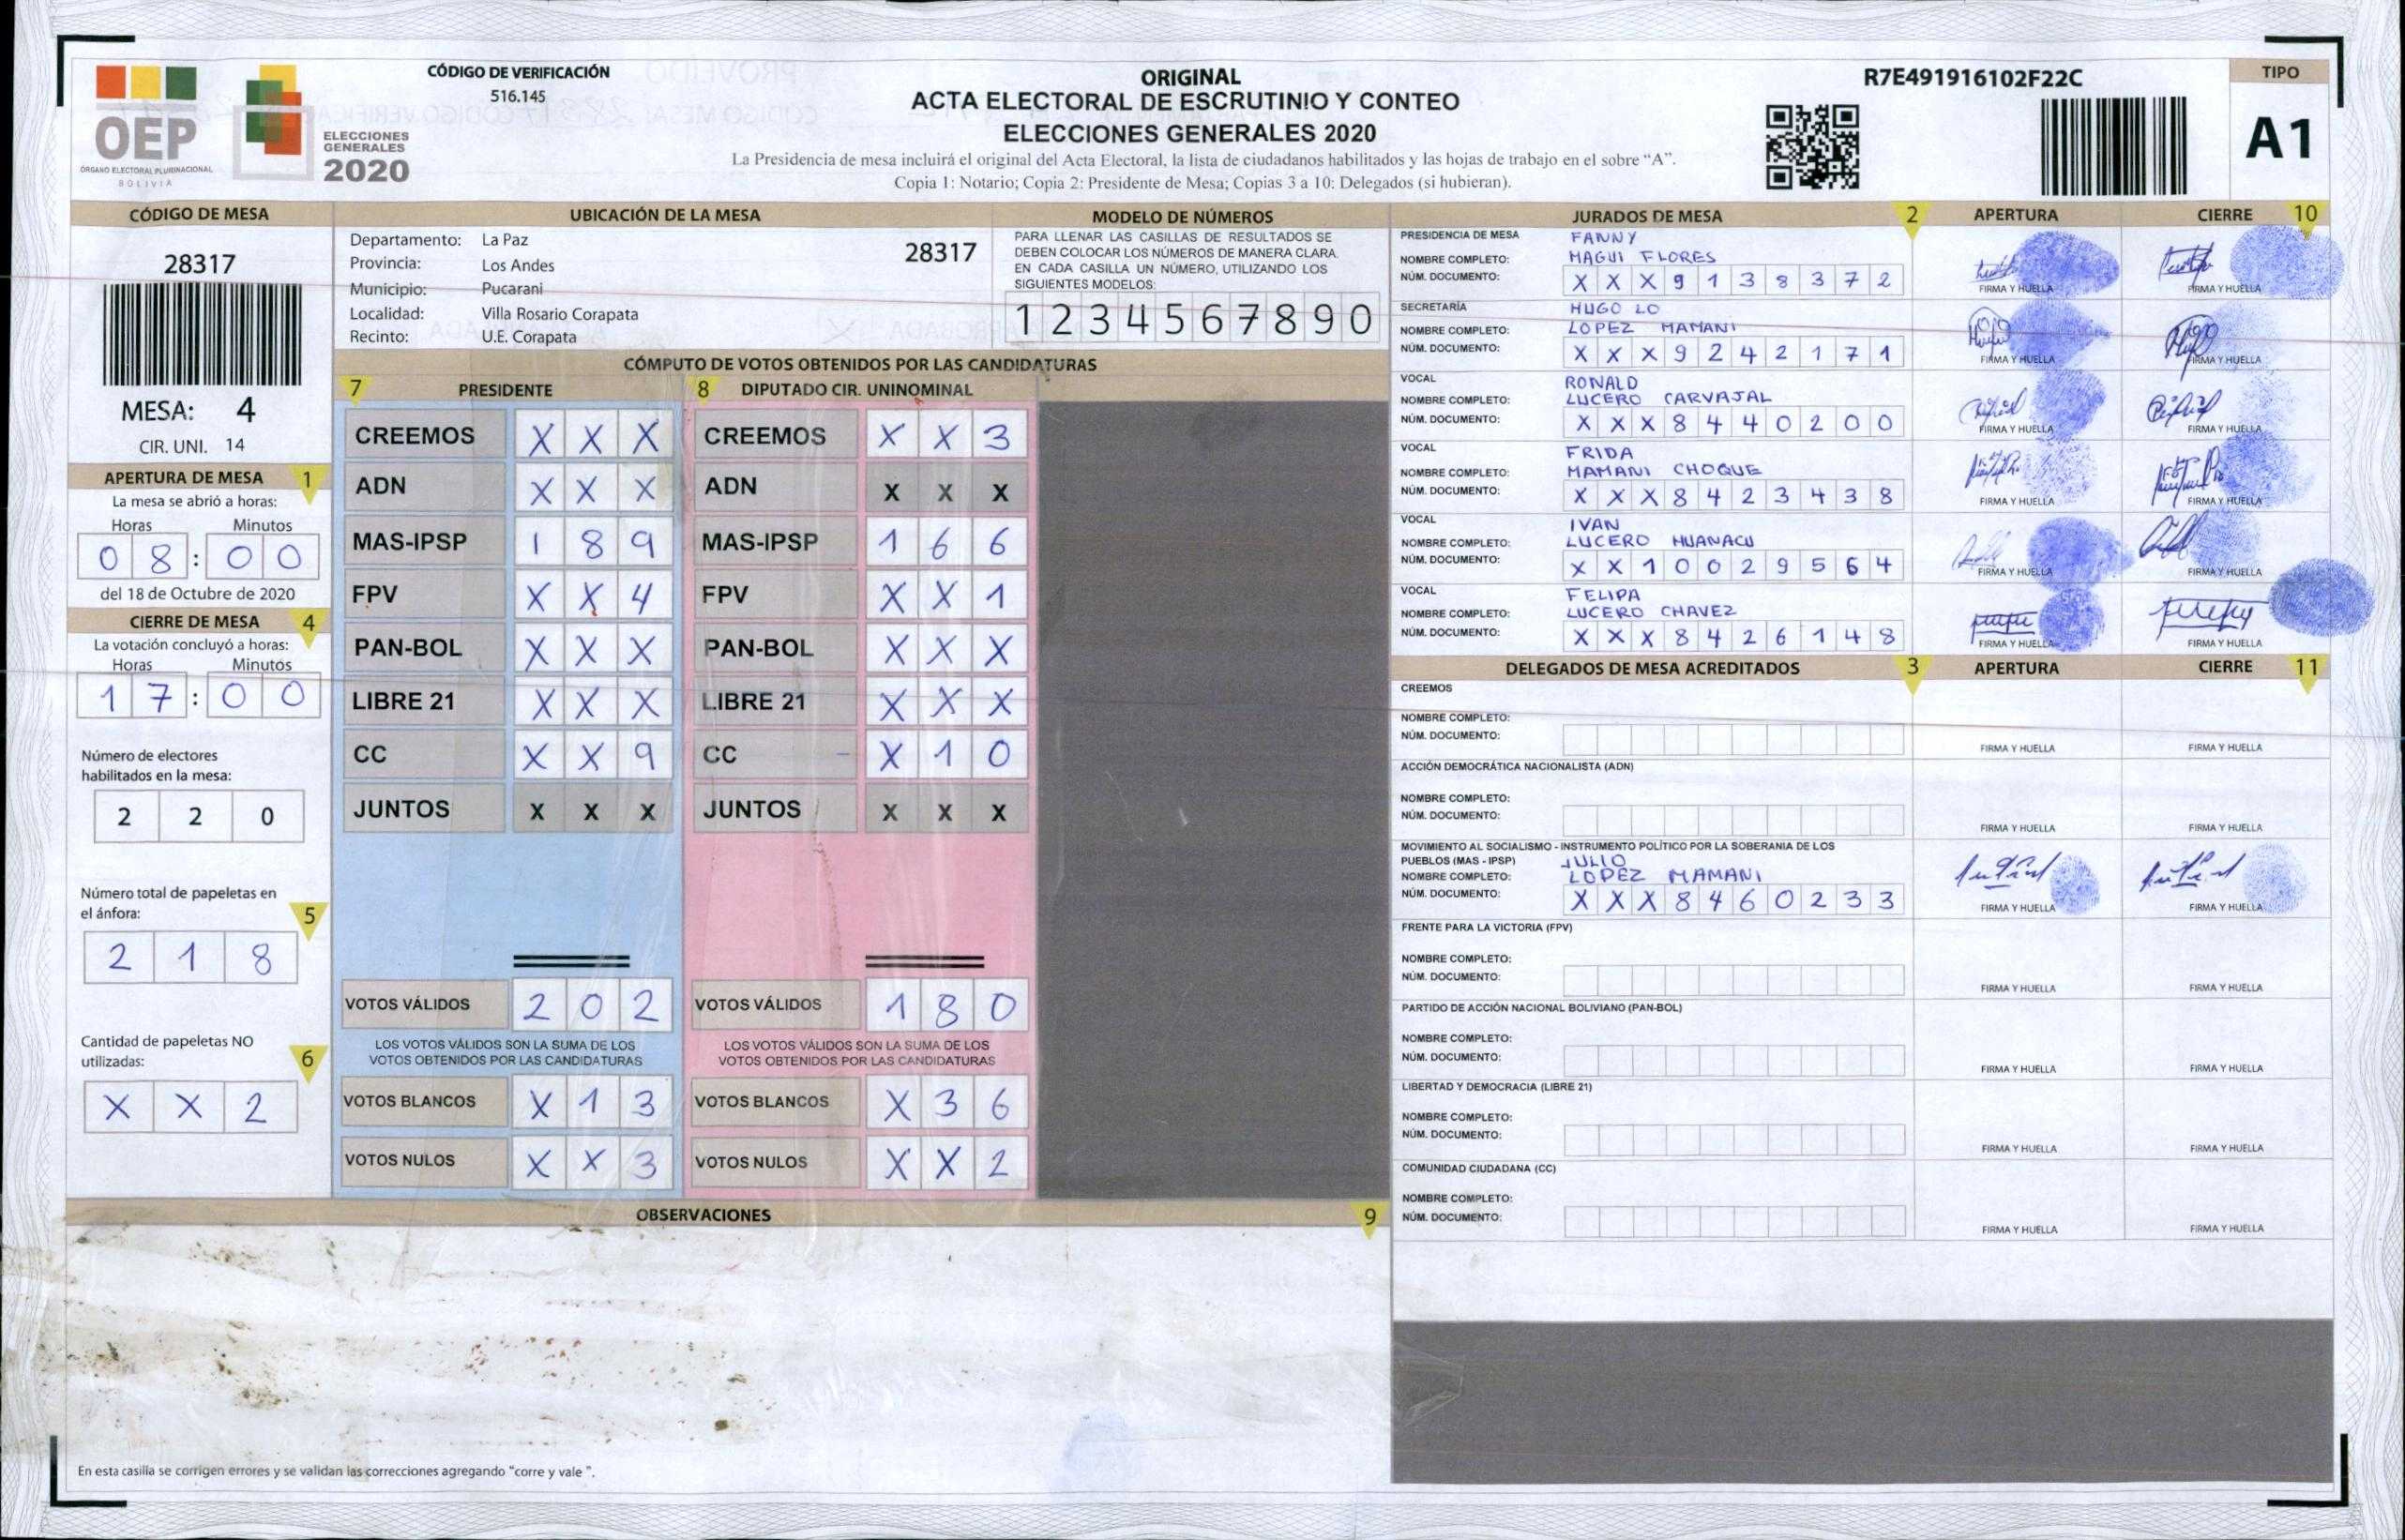 CÓDIGO DE VERIFICACIÓN
516.145
OEP
ÓRGANO ELECTORAL PLURINACIONAL
BOLIVIA
ELECCIONES
GENERALES
2020
ORIGINAL
ACTA ELECTORAL DE ESCRUTINIO Y CONTEO
ELECCIONES GENERALES 2020
La Presidencia de mesa incluirá el original del Acta Electoral, la lista de ciudadanos habilitados y las hojas de trabajo en el sobre “A”.
Copia 1: Notario; Copia 2: Presidente de Mesa; Copias 3 a 10: Delegados (si hubieran).
R7E491916102F22C
TIPO
A1
CÓDIGO DE MESA
28317
MESA: 4
CIR. UNI. 14
APERTURA DE MESA 1
La mesa se abrió a horas:
Horas Minutos
0 8 : 0 0
del 18 de Octubre de 2020
CIERRE DE MESA 4
La votación concluyó a horas:
Horas Minutos
1 7 : 0 0
Número de electores
habilitados en la mesa:
2 2 0
Número total de papeletas en
el ánfora: 5
2 1 8
Cantidad de papeletas NO
utilizadas: 6
X X 2
UBICACIÓN DE LA MESA
Departamento: La Paz 28317
Provincia: Los Andes
Municipio: Pucarani
Localidad: Villa Rosario Corapata
Recinto: U.E. Corapata
MODELO DE NÚMEROS
PARA LLENAR LAS CASILLAS DE RESULTADOS SE
DEBEN COLOCAR LOS NÚMEROS DE MANERA CLARA.
EN CADA CASILLA UN NÚMERO, UTILIZANDO LOS
SIGUIENTES MODELOS:
1 2 3 4 5 6 7 8 9 0
CÓMPUTO DE VOTOS OBTENIDOS POR LAS CANDIDATURAS
7 PRESIDENTE
CREEMOS X X X
ADN X X X
MAS-IPSP 1 8 9
FPV X X 4
PAN-BOL X X X
LIBRE 21 X X X
CC X X 9
JUNTOS X X X
VOTOS VÁLIDOS 2 0 2
LOS VOTOS VÁLIDOS SON LA SUMA DE LOS
VOTOS OBTENIDOS POR LAS CANDIDATURAS
VOTOS BLANCOS X 1 3
VOTOS NULOS X X 3
8 DIPUTADO CIR. UNINOMINAL
CREEMOS X X 3
ADN X X X
MAS-IPSP 1 6 6
FPV X X 1
PAN-BOL X X X
LIBRE 21 X X X
CC X 1 0
JUNTOS X X X
VOTOS VÁLIDOS 1 8 0
LOS VOTOS VÁLIDOS SON LA SUMA DE LOS
VOTOS OBTENIDOS POR LAS CANDIDATURAS
VOTOS BLANCOS X 3 6
VOTOS NULOS X X 2
OBSERVACIONES 9
En esta casilla se corrigen errores y se validan las correcciones agregando “corre y vale ”.
JURADOS DE MESA 2 APERTURA CIERRE 10
PRESIDENCIA DE MESA FANNY
NOMBRE COMPLETO: MAGUI FLORES
NÚM. DOCUMENTO: X X X 9 1 3 8 3 7 2 FIRMA Y HUELLA FIRMA Y HUELLA
SECRETARÍA HUGO LO
NOMBRE COMPLETO: LOPEZ MAMANI
NÚM. DOCUMENTO: X X X 9 2 4 2 1 7 1 FIRMA Y HUELLA FIRMA Y HUELLA
VOCAL RONALD
NOMBRE COMPLETO: LUCERO CARVAJAL
NÚM. DOCUMENTO: X X X 8 4 4 0 2 0 0 FIRMA Y HUELLA FIRMA Y HUELLA
VOCAL FRIDA
NOMBRE COMPLETO: MAMANI CHOQUE
NÚM. DOCUMENTO: X X X 8 4 2 3 4 3 8 FIRMA Y HUELLA FIRMA Y HUELLA
VOCAL IVAN
NOMBRE COMPLETO: LUCERO HUANACU
NÚM. DOCUMENTO: X X 1 0 0 2 9 5 6 4 FIRMA Y HUELLA FIRMA Y HUELLA
VOCAL FELIPA
NOMBRE COMPLETO: LUCERO CHAVEZ
NÚM. DOCUMENTO: X X X 8 4 2 6 1 4 8 FIRMA Y HUELLA FIRMA Y HUELLA
DELEGADOS DE MESA ACREDITADOS 3 APERTURA CIERRE 11
CREEMOS
NOMBRE COMPLETO:
NÚM. DOCUMENTO: FIRMA Y HUELLA FIRMA Y HUELLA
ACCIÓN DEMOCRÁTICA NACIONALISTA (ADN)
NOMBRE COMPLETO:
NÚM. DOCUMENTO: FIRMA Y HUELLA FIRMA Y HUELLA
MOVIMIENTO AL SOCIALISMO - INSTRUMENTO POLÍTICO POR LA SOBERANIA DE LOS
PUEBLOS (MAS - IPSP) JULIO
NOMBRE COMPLETO: LOPEZ MAMANI
NÚM. DOCUMENTO: X X X 8 4 6 0 2 3 3 FIRMA Y HUELLA FIRMA Y HUELLA
FRENTE PARA LA VICTORIA (FPV)
NOMBRE COMPLETO:
NÚM. DOCUMENTO: FIRMA Y HUELLA FIRMA Y HUELLA
PARTIDO DE ACCIÓN NACIONAL BOLIVIANO (PAN-BOL)
NOMBRE COMPLETO:
NÚM. DOCUMENTO: FIRMA Y HUELLA FIRMA Y HUELLA
LIBERTAD Y DEMOCRACIA (LIBRE 21)
NOMBRE COMPLETO:
NÚM. DOCUMENTO: FIRMA Y HUELLA FIRMA Y HUELLA
COMUNIDAD CIUDADANA (CC)
NOMBRE COMPLETO:
NÚM. DOCUMENTO: FIRMA Y HUELLA FIRMA Y HUELLA